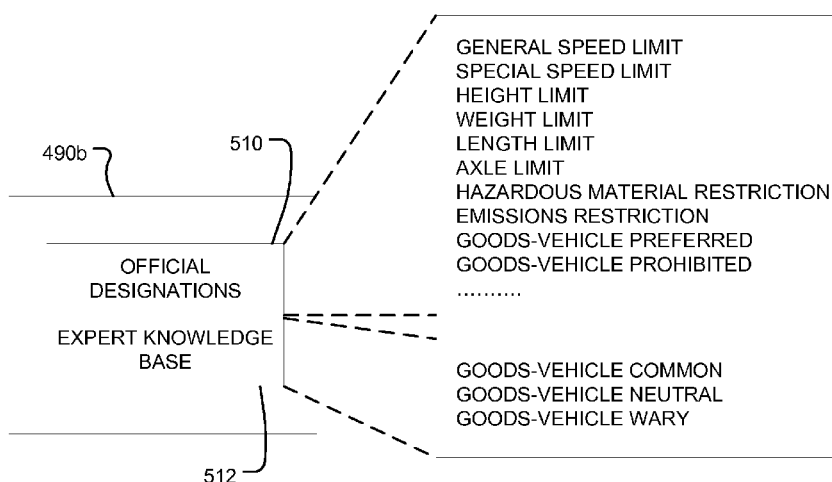 GENERAL SPEED LIMIT
SPECIAL SPEED LIMIT
HEIGHT LIMIT
WEIGHT LIMIT
LENGTH LIMIT
AXLE LIMIT
HAZARDOUS MATERIAL RESTRICTION
EMISSIONS RESTRICTION
GOODS-VEHICLE PREFERRED
GOODS-VEHICLE PROHIBITED
..........
490b
510
OFFICIAL
DESIGNATIONS
EXPERT KNOWLEDGE
BASE
GOODS-VEHICLE COMMON
GOODS-VEHICLE NEUTRAL
GOODS-VEHICLE WARY
512